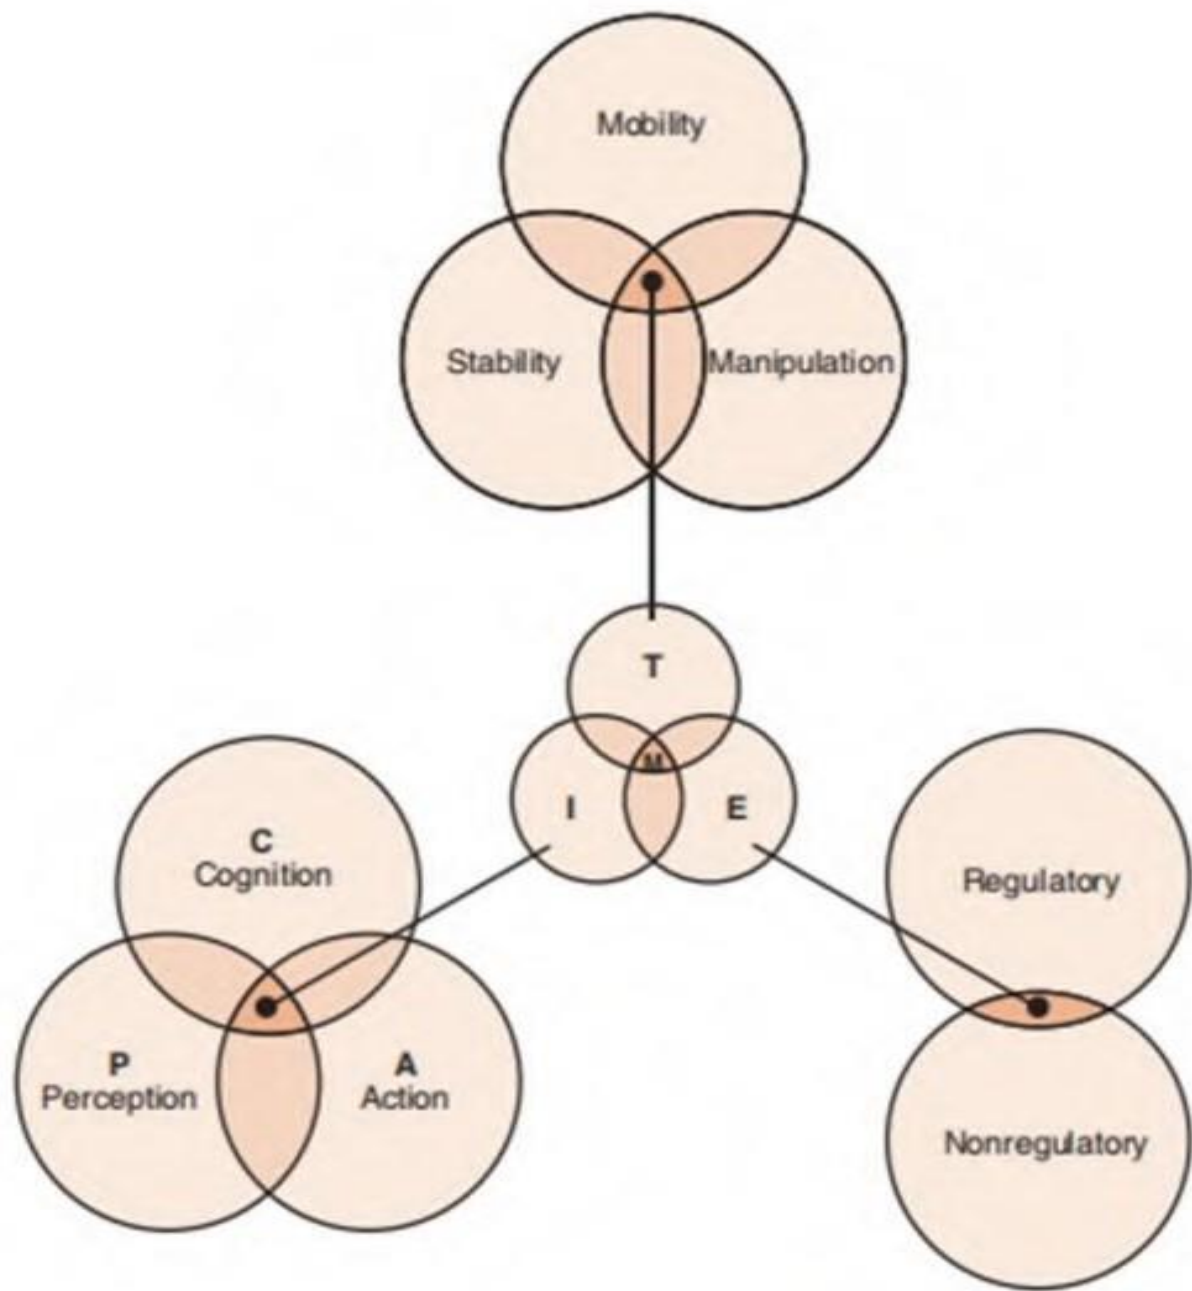 Mobility
Stability
Manipulation
T
M
I
E
C
Cognition
P
Perception
A
Action
Regulatory
Nonregulatory